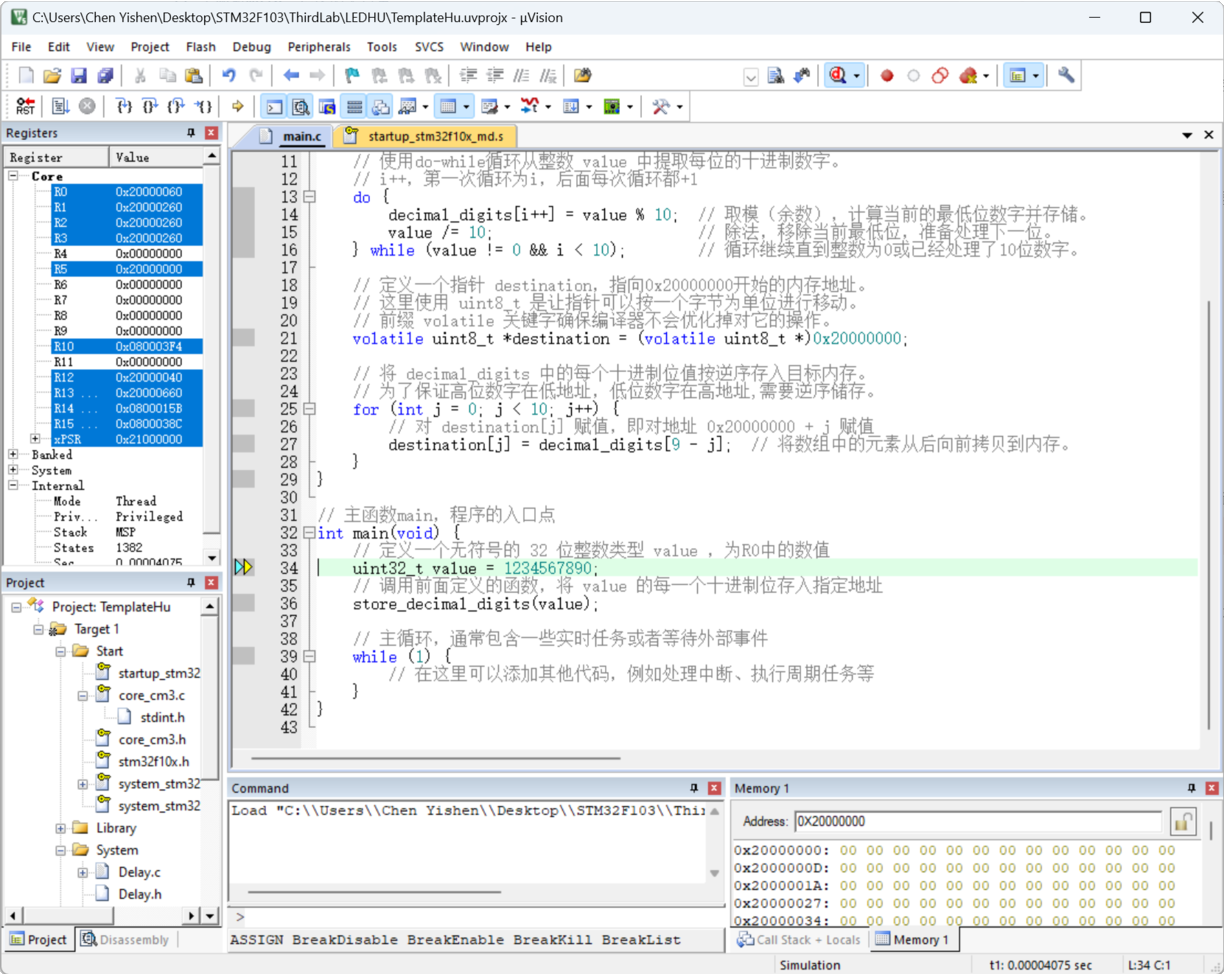 C:\Users\Chen Yishen\Desktop\STM32F103\ThirdLab\LEDHU\TemplateHu.uvprojx - µVision
File Edit View Project Flash Debug Peripherals Tools SVCS Window Help
RST
Registers
main.c
startup_stm32f10x_md.s
Register Value
Core
R0 0x20000060
R1 0x20000260
R2 0x20000260
R3 0x20000260
R4 0x00000000
R5 0x20000000
R6 0x00000000
R7 0x00000000
R8 0x00000000
R9 0x00000000
R10 0x080003F4
R11 0x00000000
R12 0x20000040
R13 ... 0x20000660
R14 ... 0x0800015B
R15 ... 0x0800038C
xPSR 0x21000000
Banked
System
Internal
Mode Thread
Priv... Privileged
Stack MSP
States 1382
Sec 0.00004075
11 // 使用do-while循环从整数 value 中提取每位的十进制数字。
12 // i++，第一次循环为i，后面每次循环都+1
13 do {
14 decimal_digits[i++] = value % 10; // 取模（余数），计算当前的最低位数字并存储。
15 value /= 10; // 除法，移除当前最低位，准备处理下一位。
16 } while (value != 0 && i < 10); // 循环继续直到整数为0或已经处理了10位数字。
17
18 // 定义一个指针 destination，指向0x20000000开始的内存地址。
19 // 这里使用 uint8_t 是让指针可以按一个字节为单位进行移动。
20 // 前缀 volatile 关键字确保编译器不会优化掉对它的操作。
21 volatile uint8_t *destination = (volatile uint8_t *)0x20000000;
22
23 // 将 decimal_digits 中的每个十进制位值按逆序存入目标内存。
24 // 为了保证高位数字在低地址，低位数字在高地址,需要逆序储存。
25 for (int j = 0; j < 10; j++) {
26 // 对 destination[j] 赋值，即对地址 0x20000000 + j 赋值
27 destination[j] = decimal_digits[9 - j]; // 将数组中的元素从后向前拷贝到内存。
28 }
29 }
30
31 // 主函数main，程序的入口点
32 int main(void) {
33 // 定义一个无符号的 32 位整数类型 value ，为R0中的数值
34 uint32_t value = 1234567890;
35 // 调用前面定义的函数，将 value 的每一个十进制位存入指定地址
36 store_decimal_digits(value);
37
38 // 主循环，通常包含一些实时任务或者等待外部事件
39 while (1) {
40 // 在这里可以添加其他代码，例如处理中断、执行周期任务等
41 }
42 }
43
Project
Project: TemplateHu
Target 1
Start
startup_stm32
core_cm3.c
stdint.h
core_cm3.h
stm32f10x.h
system_stm32
system_stm32
Library
System
Delay.c
Delay.h
Project Disassembly
Command
Load "C:\\Users\\Chen Yishen\\Desktop\\STM32F103\\Thir
>
ASSIGN BreakDisable BreakEnable BreakKill BreakList
Memory 1
Address: 0X20000000
0x20000000: 00 00 00 00 00 00 00 00 00 00 00 00 00
0x2000000D: 00 00 00 00 00 00 00 00 00 00 00 00 00
0x2000001A: 00 00 00 00 00 00 00 00 00 00 00 00 00
0x20000027: 00 00 00 00 00 00 00 00 00 00 00 00 00
0x20000034: 00 00 00 00 00 00 00 00 00 00 00 00 00
Call Stack + Locals Memory 1
Simulation t1: 0.00004075 sec L:34 C:1